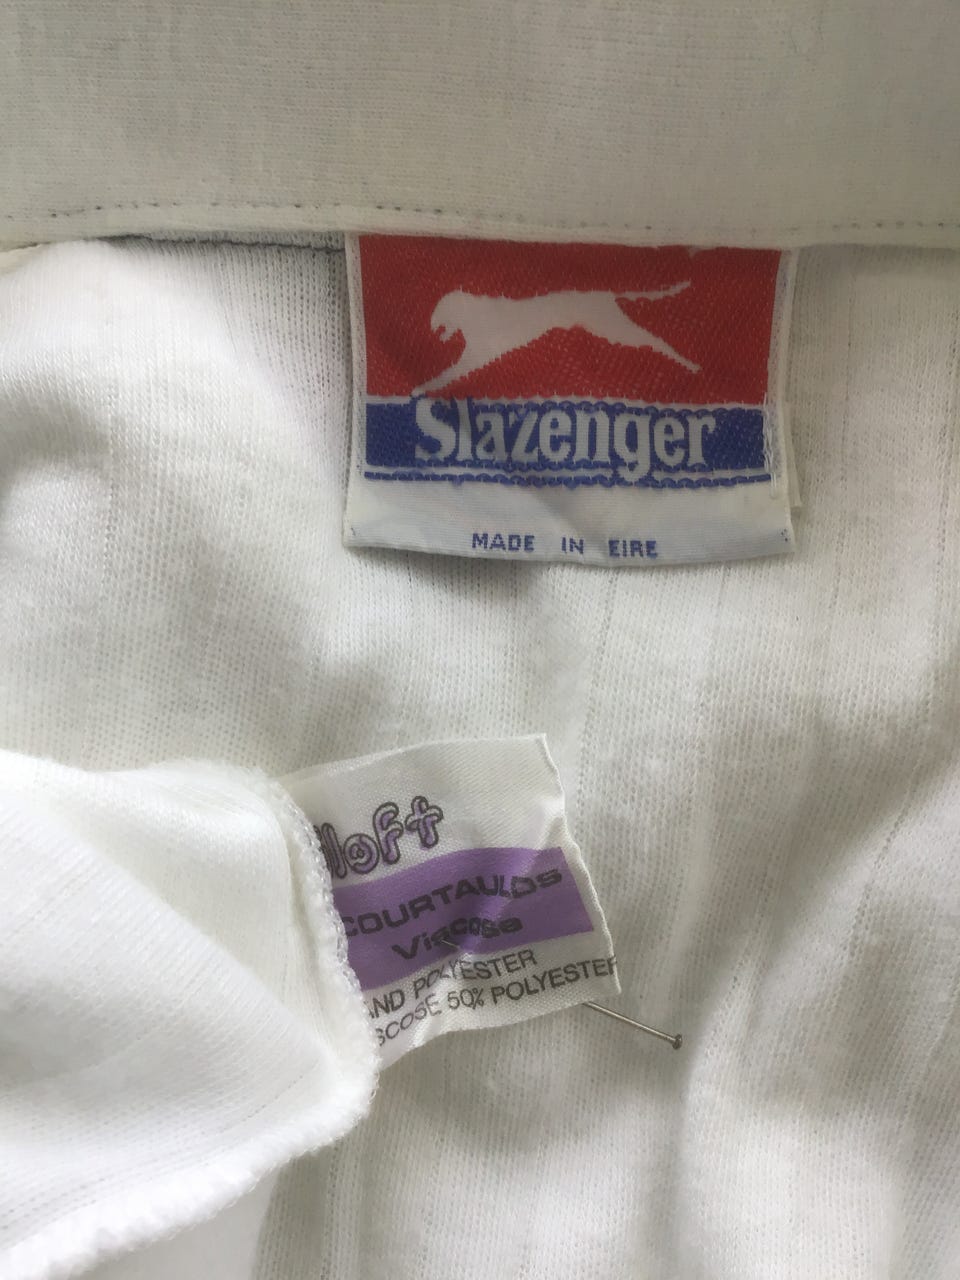 Slazenger
MADE IN EIRE
COURTAULDS
Viscose
AND POLYESTER
50% POLYESTER